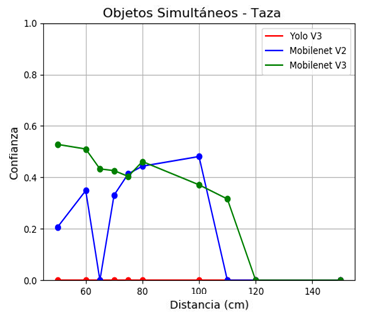 Objetos Simultáneos - Taza
Yolo V3
Mobilenet V2
Mobilenet V3
Confianza
1.0
0.8
0.6
0.4
0.2
0.0
60 80 100 120 140
Distancia (cm)